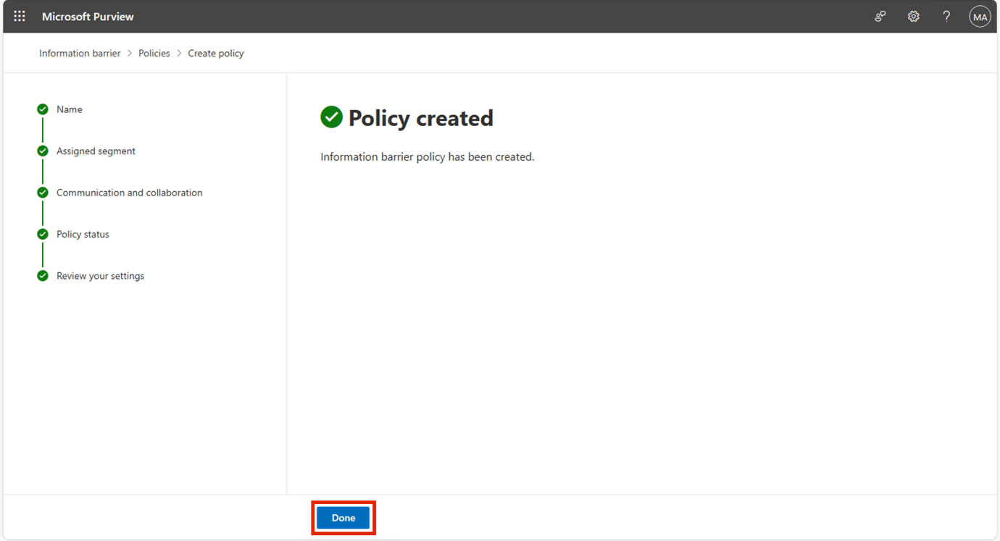 Microsoft Purview
?
MA
Information barrier > Policies > Create policy
Name
Assigned segment
Communication and collaboration
Policy status
Review your settings
Policy created
Information barrier policy has been created.
Done